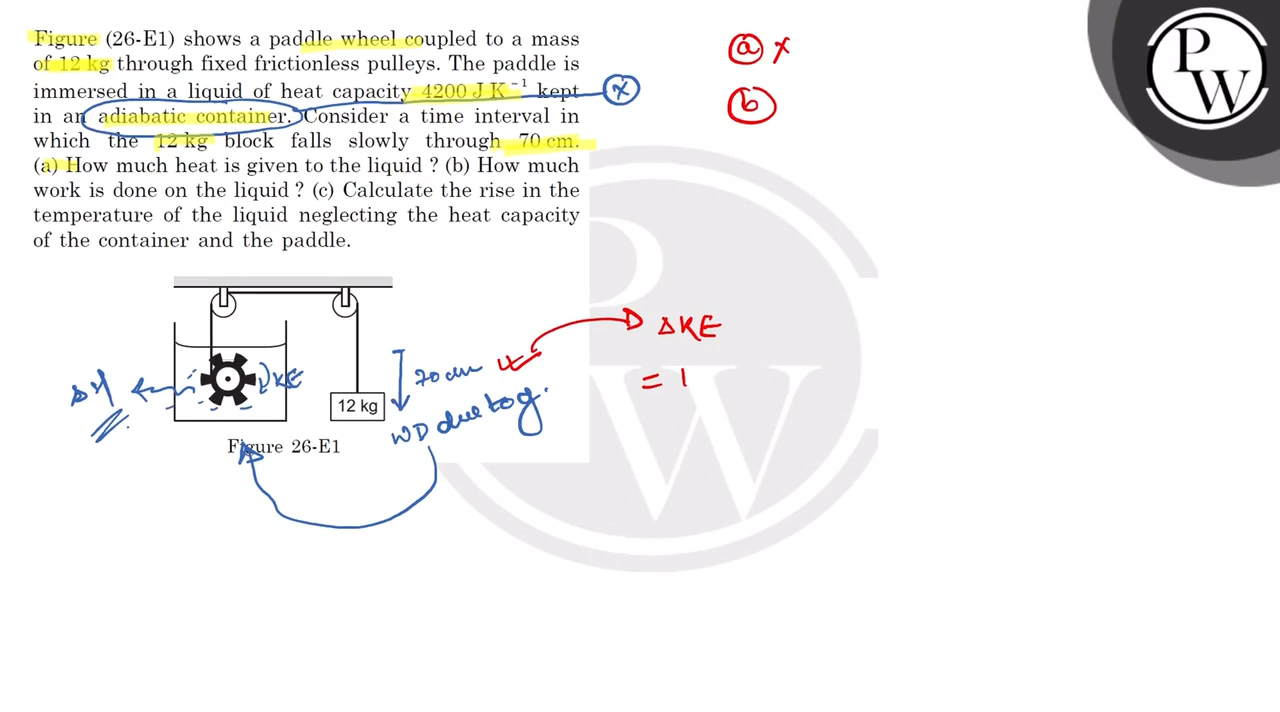 Figure (26-E1) shows a paddle wheel coupled to a mass
of 12 kg through fixed frictionless pulleys. The paddle is
immersed in a liquid of heat capacity 4200 J K⁻¹ kept
in an adiabatic container. Consider a time interval in
which the 12 kg block falls slowly through 70 cm.
(a) How much heat is given to the liquid ? (b) How much
work is done on the liquid ? (c) Calculate the rise in the
temperature of the liquid neglecting the heat capacity
of the container and the paddle.
x
(a) x
(b)
P
W
ΔKE
= 1
70 cm
KE
12 kg
WD due to g.
Figure 26-E1
P
W